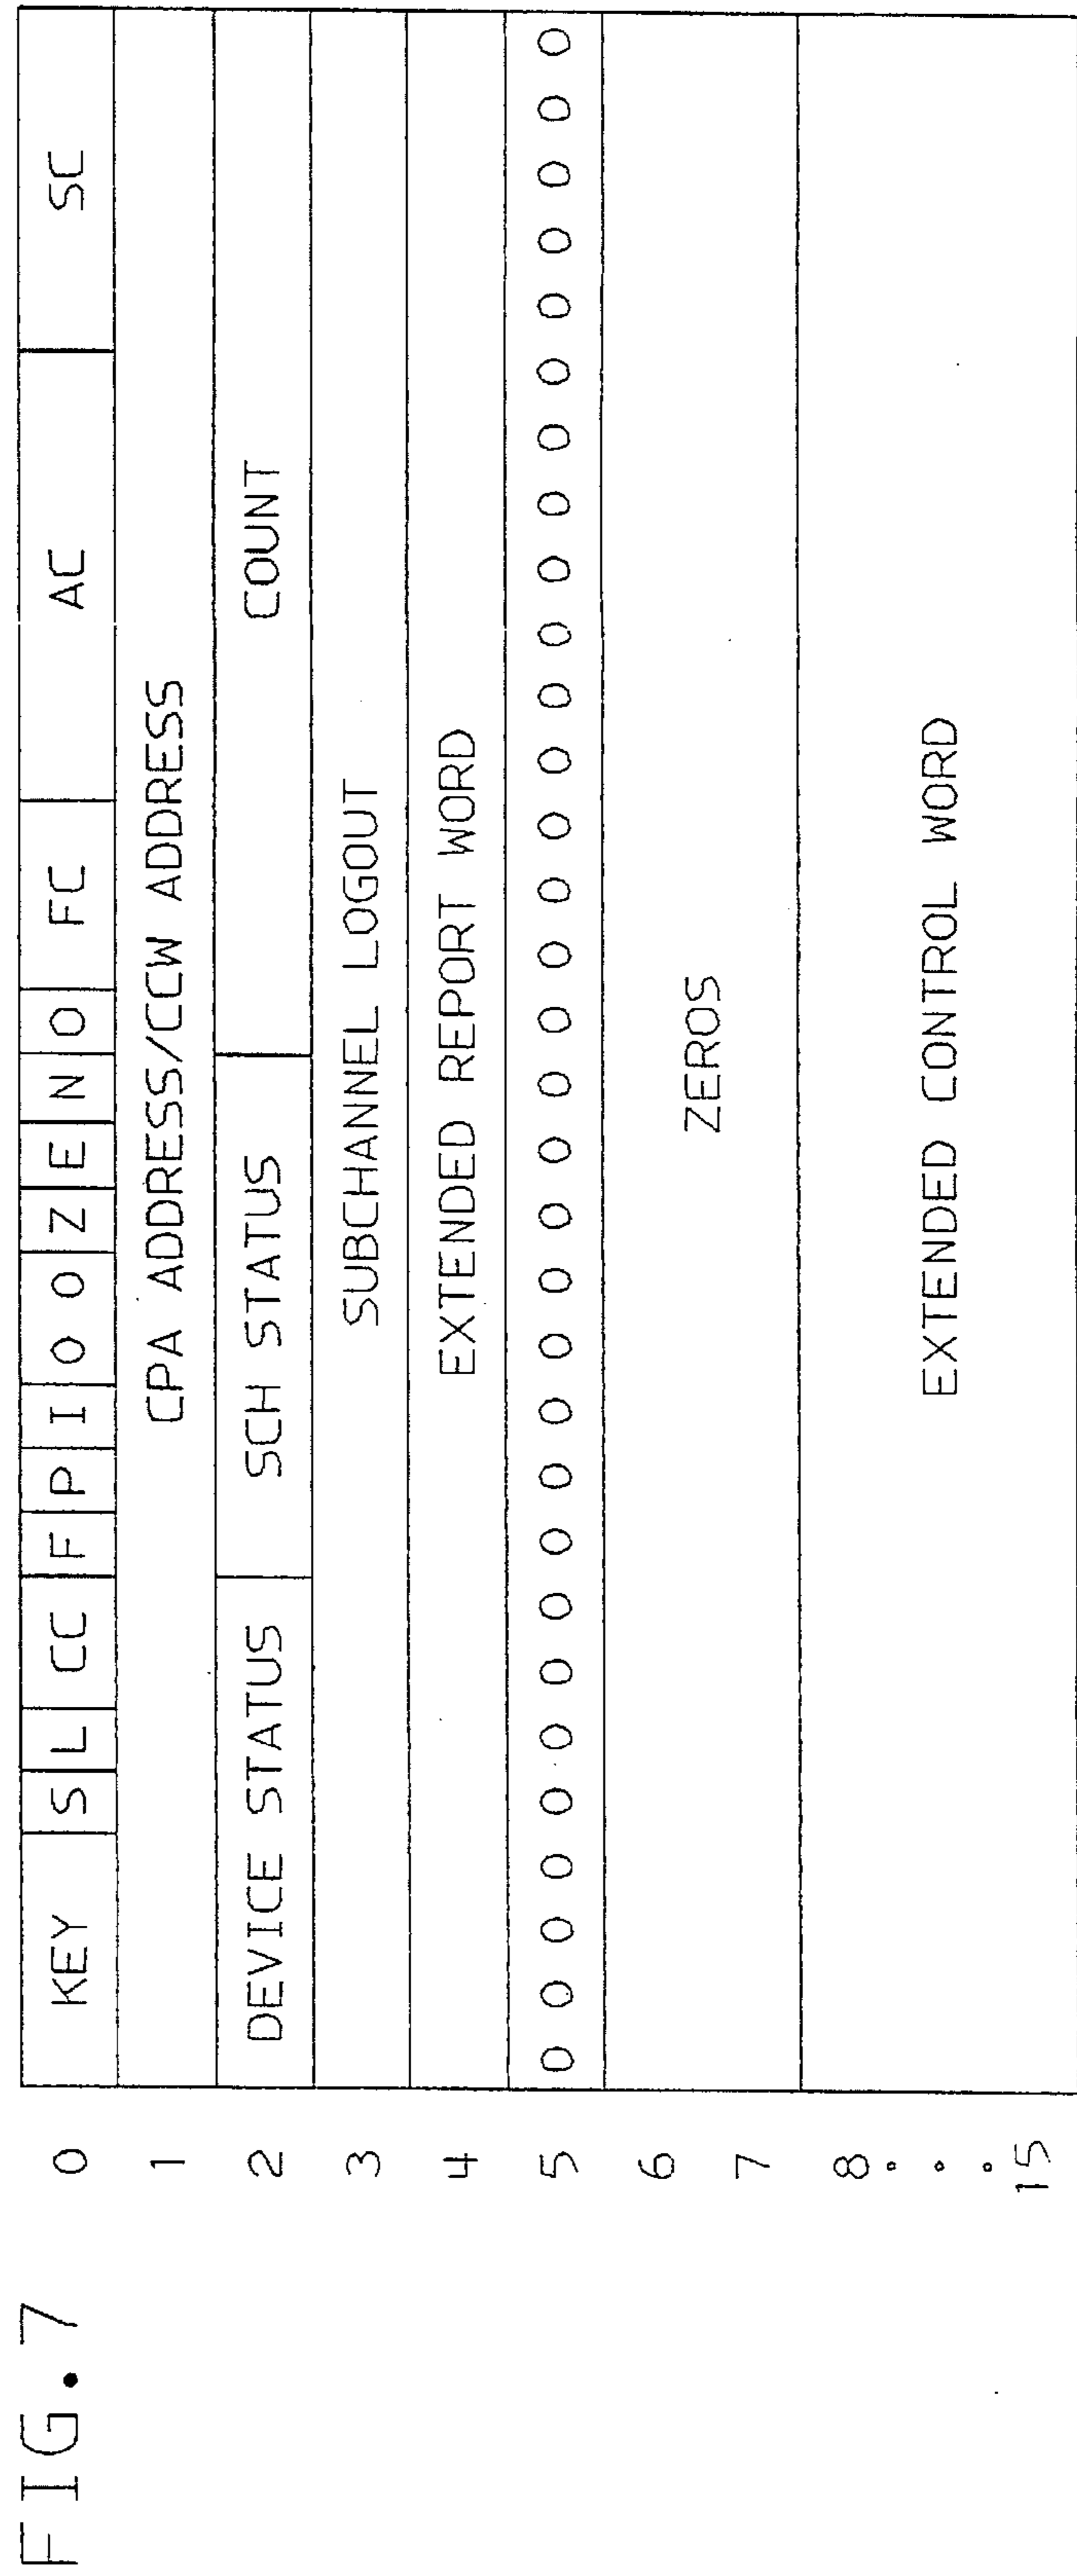 FIG.7
0 KEY S L CC F P I 0 0 Z E N 0 FC AC SC
1 CPA ADDRESS/CCW ADDRESS
2 DEVICE STATUS SCH STATUS COUNT
3 SUBCHANNEL LOGOUT
4 EXTENDED REPORT WORD
5 0 0 0 0 0 0 0 0 0 0 0 0 0 0 0 0 0 0 0 0 0 0 0 0 0 0 0 0 0 0 0 0
6
ZEROS
7
8
EXTENDED CONTROL WORD
15